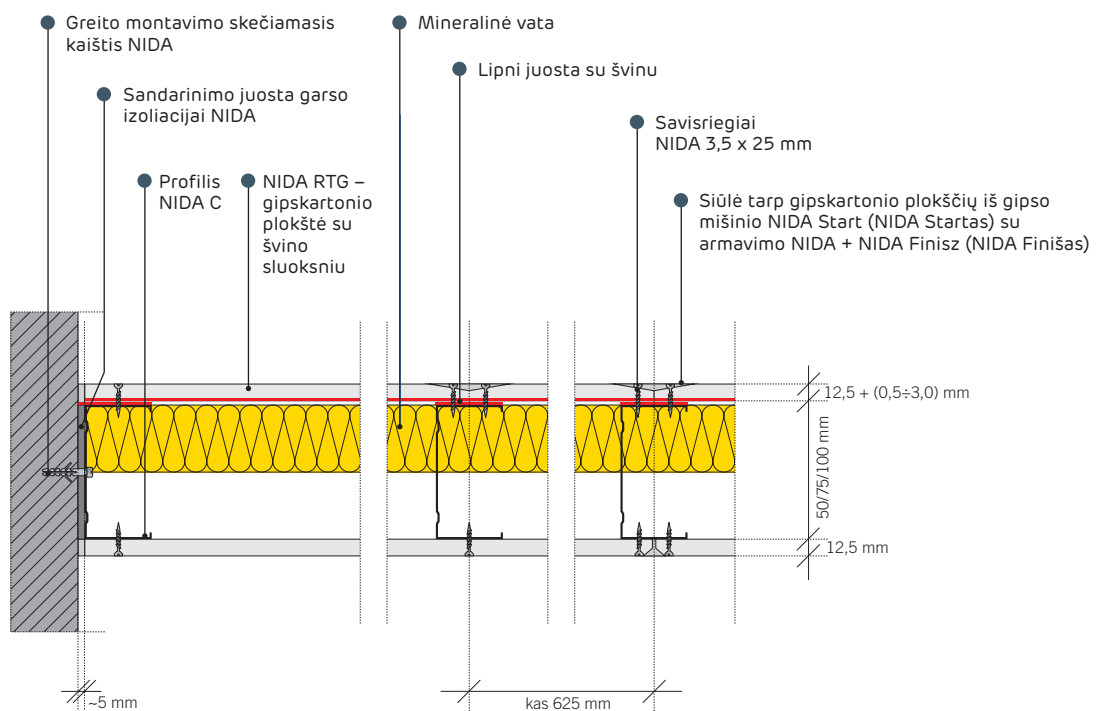 Greito montavimo skečiamasis
kaištis NIDA
Mineralinė vata
Lipni juosta su švinu
Sandarinimo juosta garso
izoliacijai NIDA
Savisriegiai
NIDA 3,5 x 25 mm
Profilis
NIDA C
NIDA RTG –
gipskartonio
plokštė su
švino
sluoksniu
Siūlė tarp gipskartonio plokščių iš gipso
mišinio NIDA Start (NIDA Startas) su
armavimo NIDA + NIDA Finisz (NIDA Finišas)
12,5 + (0,5÷3,0) mm
50/75/100 mm
12,5 mm
~5 mm
kas 625 mm